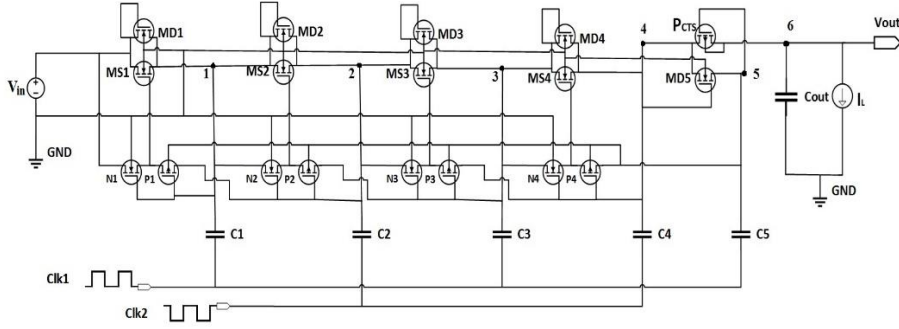 MD1
MD2
MD3
MD4
4
PCTS
6
Vout
MS1
1
MS2
2
MS3
3
MS4
MD5
5
Vin
Cout
IL
GND
GND
N1
P1
N2
P2
N3
P3
N4
P4
C1
C2
C3
C4
C5
Clk1
Clk2